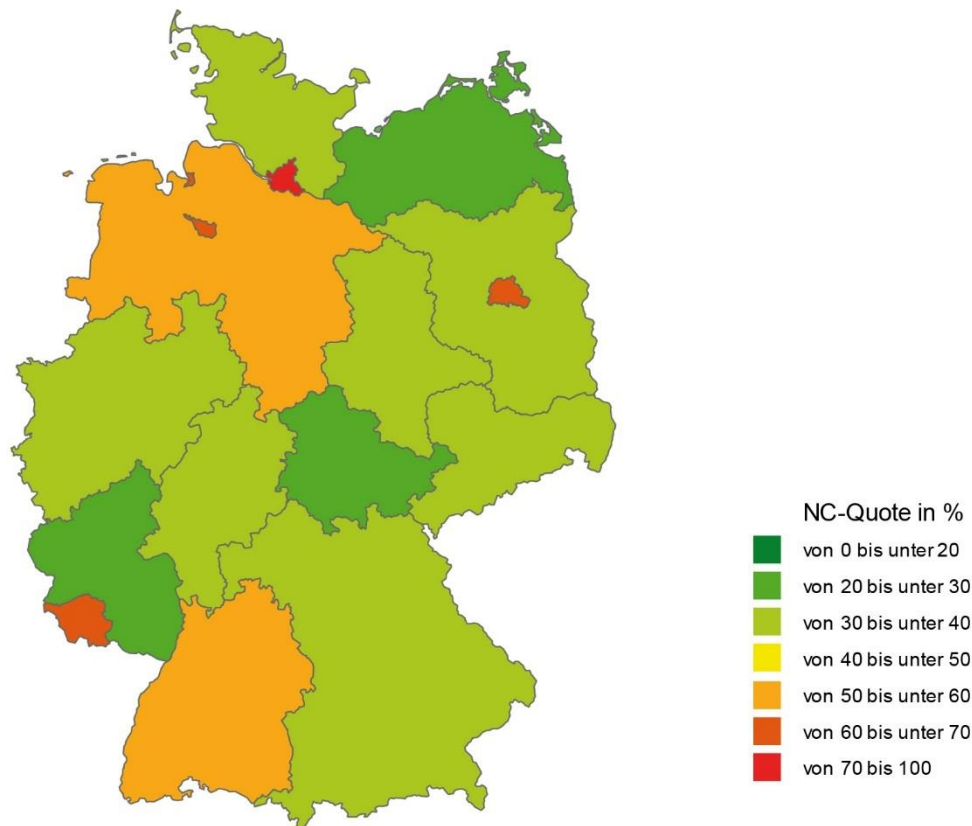 NC-Quote in %
von 0 bis unter 20
von 20 bis unter 30
von 30 bis unter 40
von 40 bis unter 50
von 50 bis unter 60
von 60 bis unter 70
von 70 bis 100